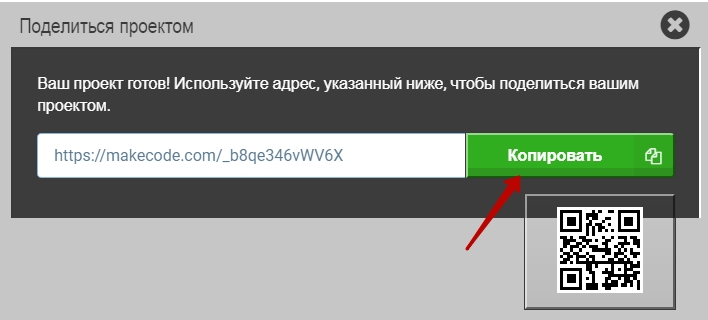 Поделиться проектом
Ваш проект готов! Используйте адрес, указанный ниже, чтобы поделиться вашим
проектом.
https://makecode.com/_b8qe346vWV6X
Копировать